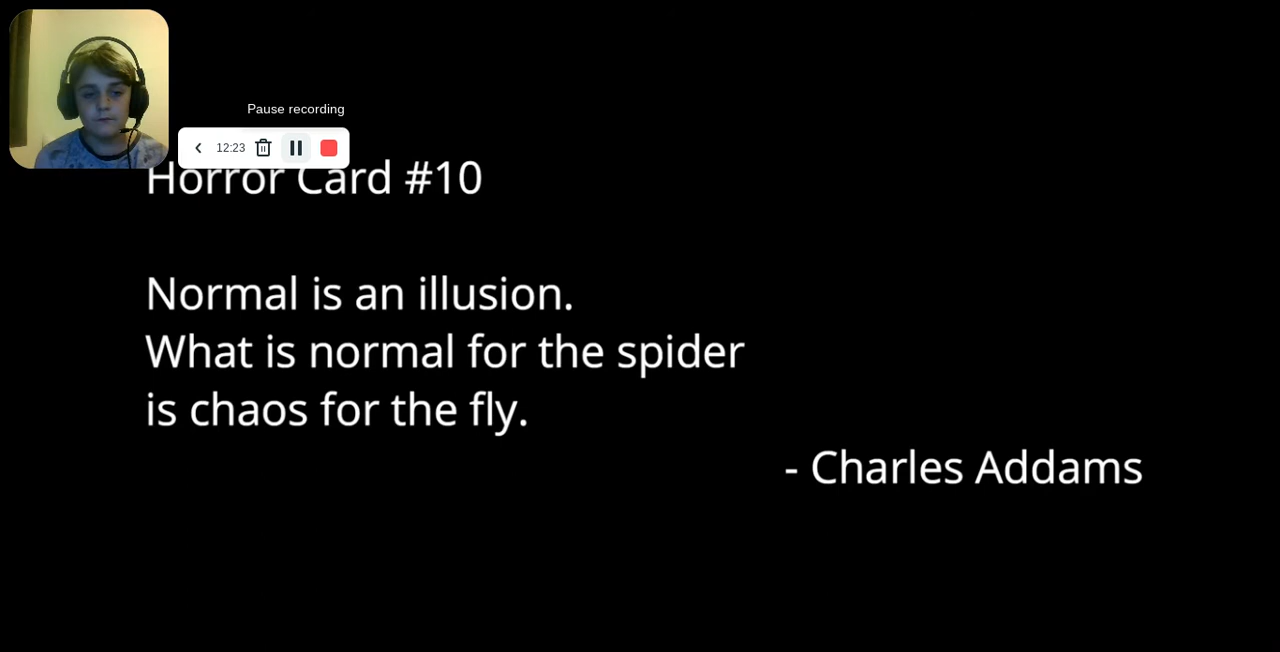 Pause recording
12:23
Horror Card #10
Normal is an illusion.
What is normal for the spider
is chaos for the fly.
- Charles Addams